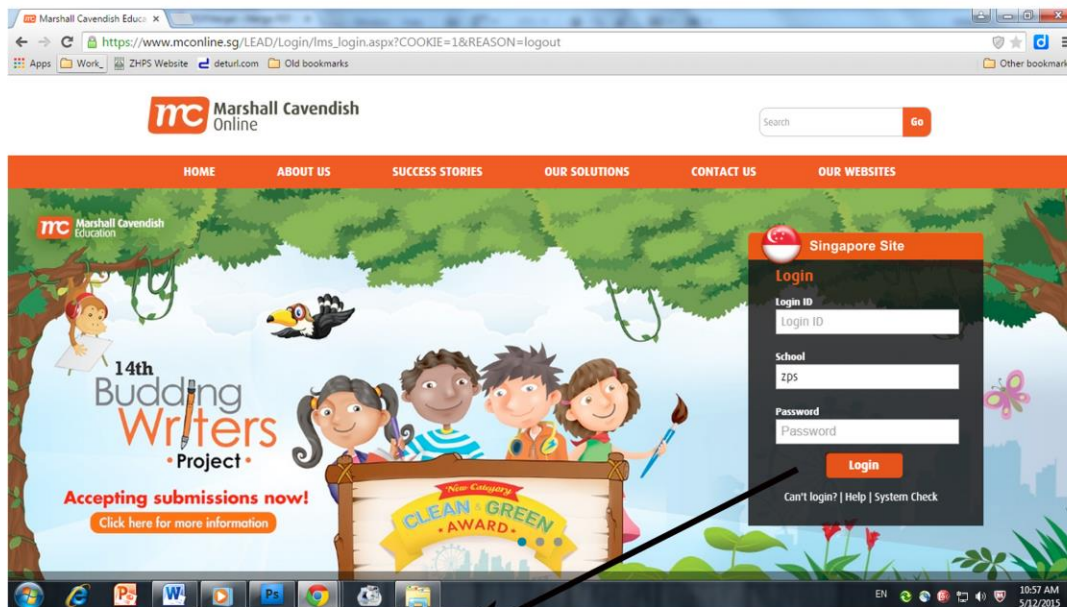 Marshall Cavendish Educa
https://www.mconline.sg/LEAD/Login/lms_login.aspx?COOKIE=1&REASON=logout
Apps Work_ ZHPS Website deturl.com Old bookmarks Other bookmark
mc Marshall Cavendish
Online
Search Go
HOME ABOUT US SUCCESS STORIES OUR SOLUTIONS CONTACT US OUR WEBSITES
mc Marshall Cavendish
Education
Singapore Site
Login
Login ID
Login ID
School
zps
Password
Password
Login
Can't login? | Help | System Check
14th
Budding
Writers
• Project •
Accepting submissions now!
Click here for more information
New Category
CLEAN & GREEN
• AWARD •
EN 10:57 AM
5/12/2015